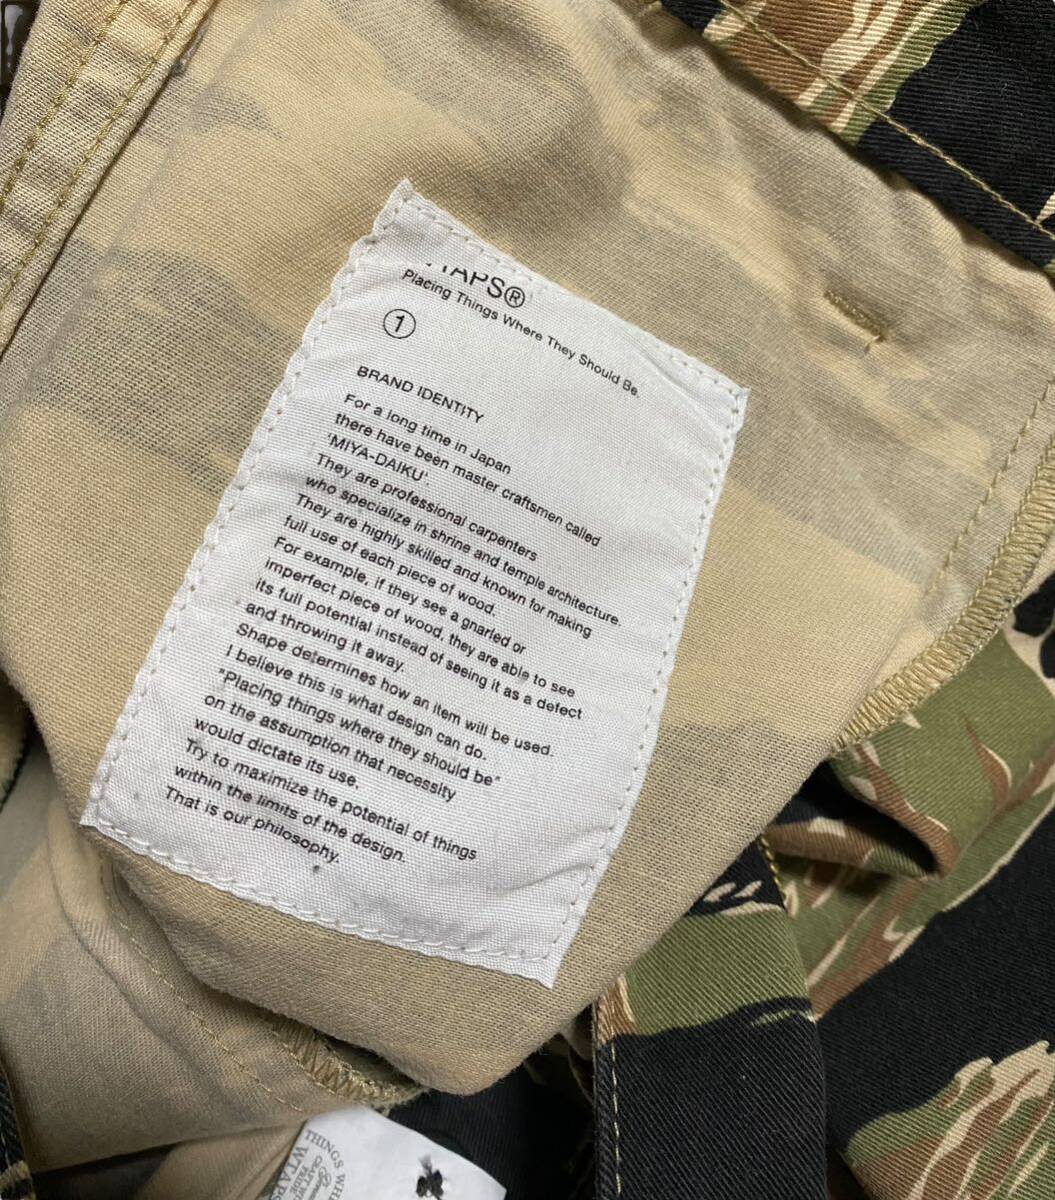 TAPS®
Placing Things Where They Should Be.
①
BRAND IDENTITY
For a long time in Japan
there have been master craftsmen called
'MIYA-DAIKU'.
They are professional carpenters
who specialize in shrine and temple architecture.
They are highly skilled and known for making
full use of each piece of wood.
For example, if they see a gnarled or
imperfect piece of wood, they are able to see
its full potential instead of seeing it as a defect
and throwing it away.
Shape determines how an item will be used.
I believe this is what design can do.
"Placing things where they should be"
on the assumption that necessity
would dictate its use.
Try to maximize the potential of things
within the limits of the design.
That is our philosophy.
THINGS WH
WTAPS